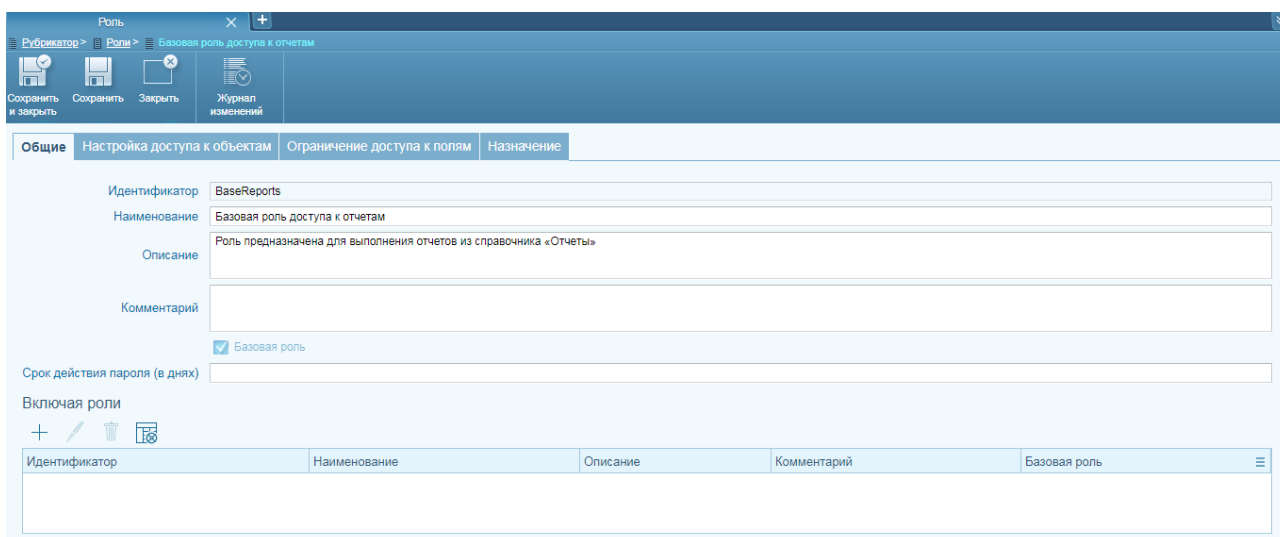 Роль
Рубрикатор > Роли > Базовая роль доступа к отчетам
Сохранить и закрыть
Сохранить
Закрыть
Журнал изменений
Общие
Настройка доступа к объектам
Ограничение доступа к полям
Назначение
Идентификатор BaseReports
Наименование Базовая роль доступа к отчетам
Описание Роль предназначена для выполнения отчетов из справочника «Отчеты»
Комментарий
Базовая роль
Срок действия пароля (в днях)
Включая роли
Идентификатор Наименование Описание Комментарий Базовая роль